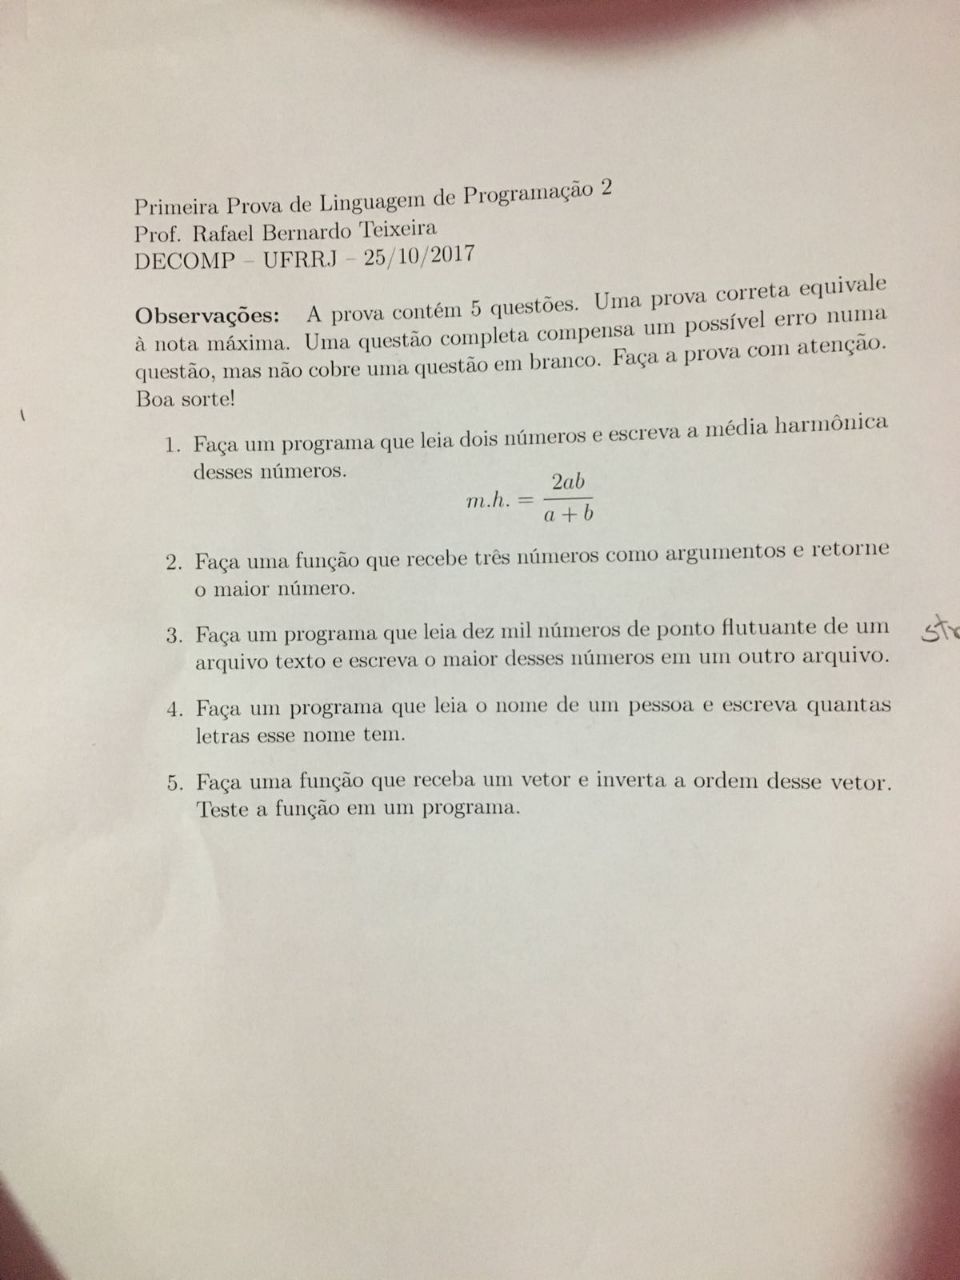 Primeira Prova de Linguagem de Programação 2
Prof. Rafael Bernardo Teixeira
DECOMP – UFRRJ – 25/10/2017
Observações: A prova contém 5 questões. Uma prova correta equivale
à nota máxima. Uma questão completa compensa um possível erro numa
questão, mas não cobre uma questão em branco. Faça a prova com atenção.
Boa sorte!
1. Faça um programa que leia dois números e escreva a média harmônica
desses números.
m.h. = 2ab / a + b
2. Faça uma função que recebe três números como argumentos e retorne
o maior número.
3. Faça um programa que leia dez mil números de ponto flutuante de um
arquivo texto e escreva o maior desses números em um outro arquivo.
4. Faça um programa que leia o nome de um pessoa e escreva quantas
letras esse nome tem.
5. Faça uma função que receba um vetor e inverta a ordem desse vetor.
Teste a função em um programa.